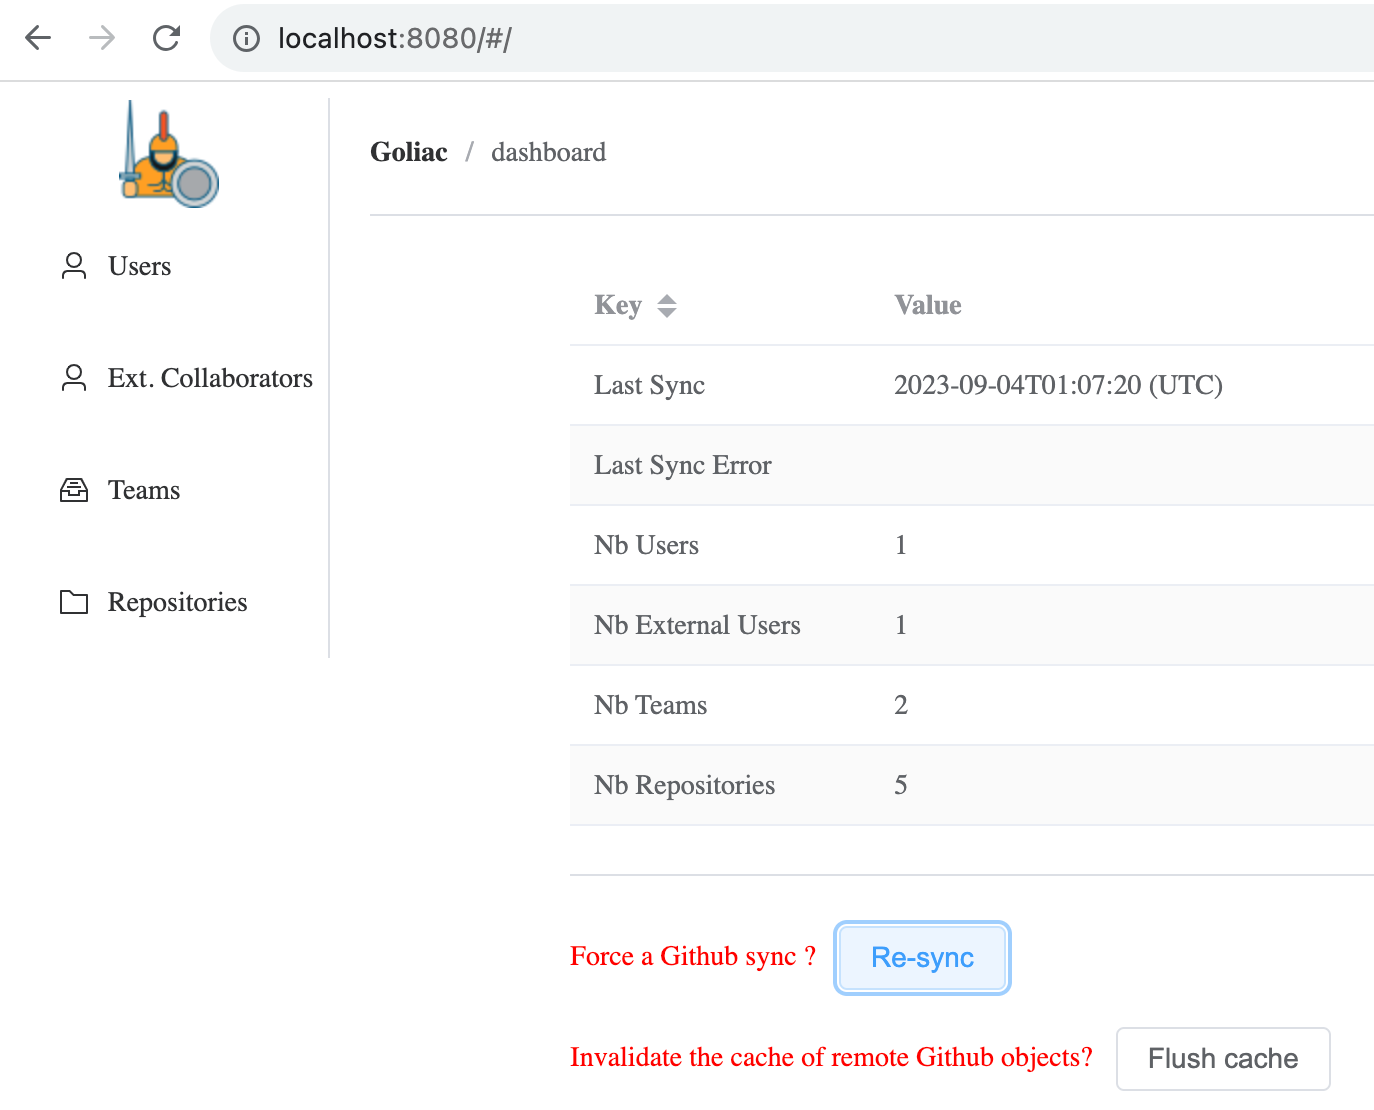 localhost:8080/#/
Goliac / dashboard
Users
Ext. Collaborators
Teams
Repositories
Key Value
Last Sync 2023-09-04T01:07:20 (UTC)
Last Sync Error
Nb Users 1
Nb External Users 1
Nb Teams 2
Nb Repositories 5
Force a Github sync ? Re-sync
Invalidate the cache of remote Github objects? Flush cache